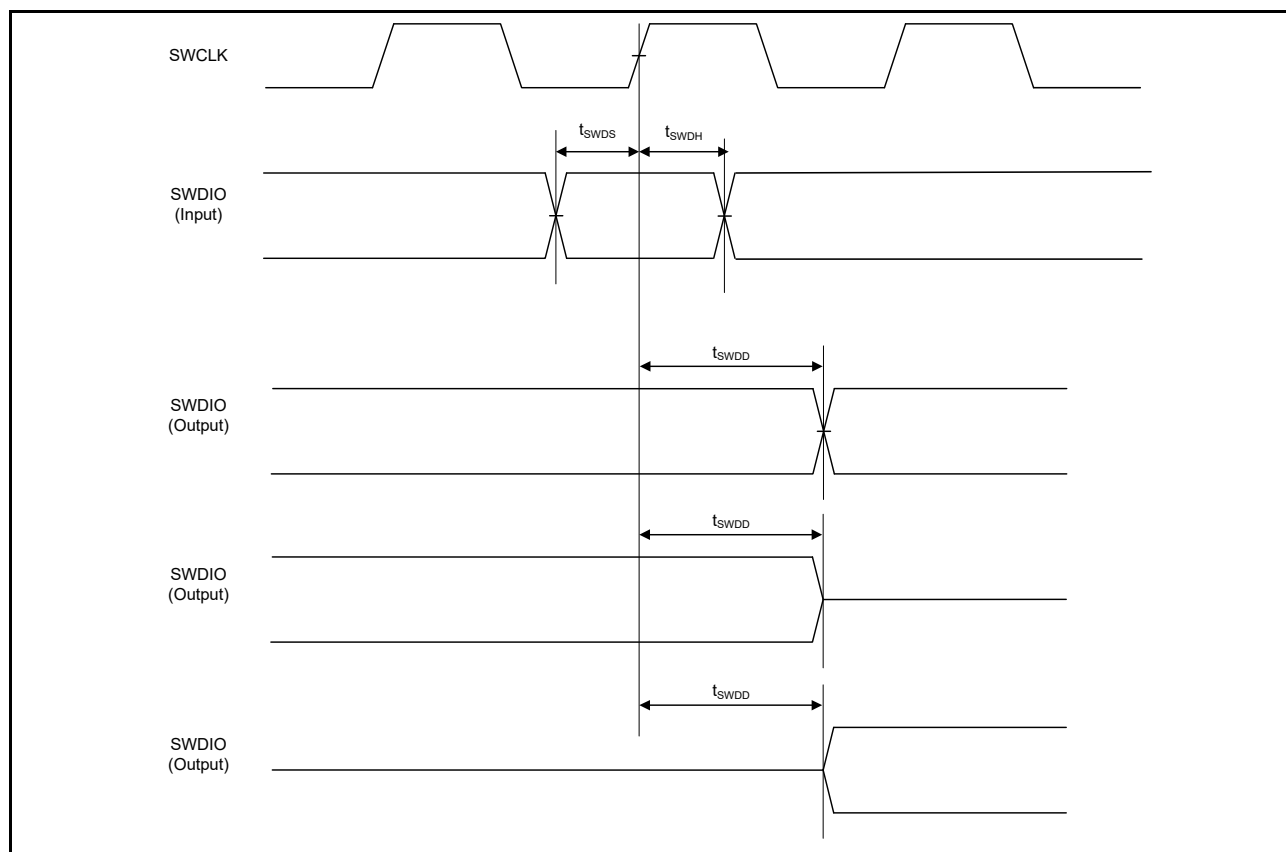 SWCLK
tSWDS
tSWDH
SWDIO
(Input)
tSWDD
SWDIO
(Output)
tSWDD
SWDIO
(Output)
tSWDD
SWDIO
(Output)